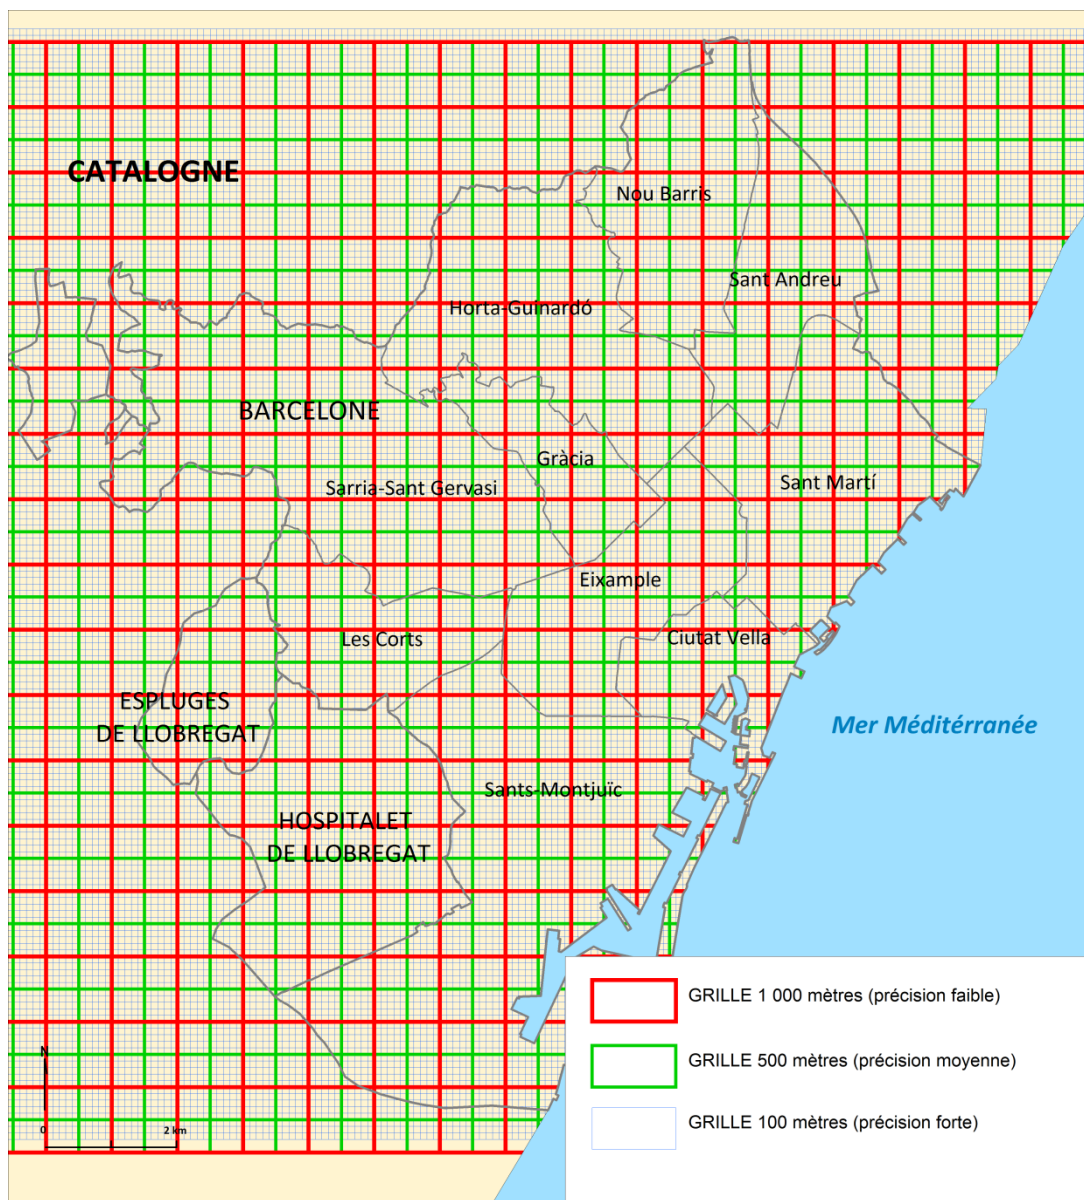 CATALOGNE
Nou Barris
Sant Andreu
Horta-Guinardó
BARCELONE
Gràcia
Sarria-Sant Gervasi
Sant Martí
Eixample
Les Corts
Ciutat Vella
ESPLUGES
DE LLOBREGAT
Mer Méditérranée
Sants-Montjuïc
HOSPITALET
DE LLOBREGAT
GRILLE 1 000 mètres (précision faible)
N
GRILLE 500 mètres (précision moyenne)
GRILLE 100 mètres (précision forte)
0 2 km